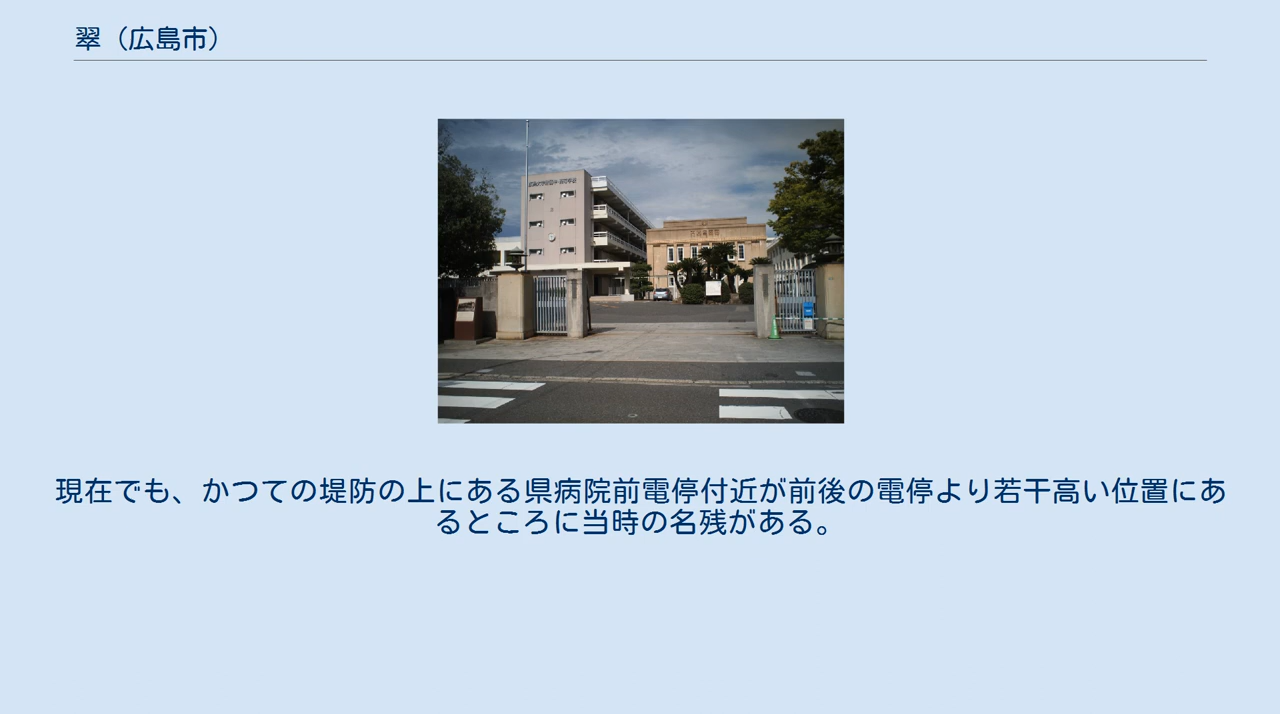 翠（広島市）
現在でも、かつての堤防の上にある県病院前電停付近が前後の電停より若干高い位置にあ
るところに当時の名残がある。